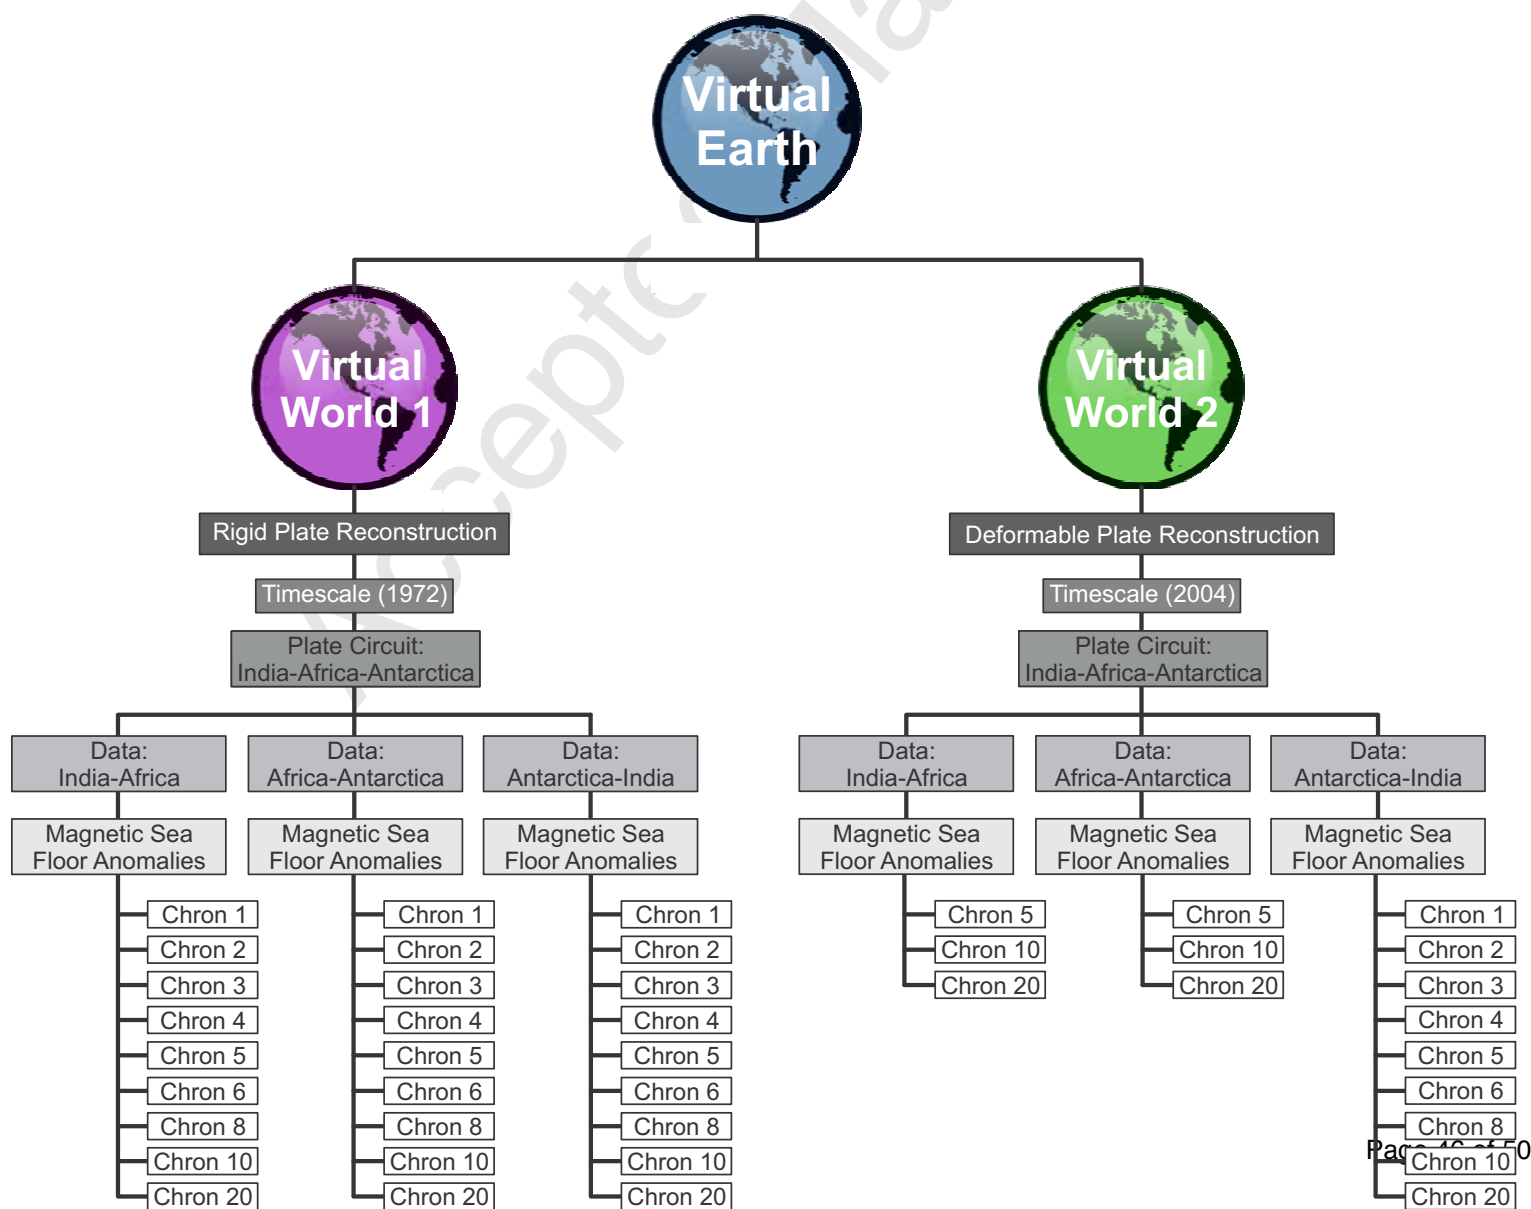 Virtual
Earth
Virtual
World 1
Virtual
World 2
Rigid Plate Reconstruction
Deformable Plate Reconstruction
Timescale (1972)
Timescale (2004)
Plate Circuit:
India-Africa-Antarctica
Plate Circuit:
India-Africa-Antarctica
Data:
India-Africa
Data:
Africa-Antarctica
Data:
Antarctica-India
Data:
India-Africa
Data:
Africa-Antarctica
Data:
Antarctica-India
Magnetic Sea
Floor Anomalies
Magnetic Sea
Floor Anomalies
Magnetic Sea
Floor Anomalies
Magnetic Sea
Floor Anomalies
Magnetic Sea
Floor Anomalies
Magnetic Sea
Floor Anomalies
Chron 1
Chron 2
Chron 3
Chron 4
Chron 5
Chron 6
Chron 8
Chron 10
Chron 20
Chron 1
Chron 2
Chron 3
Chron 4
Chron 5
Chron 6
Chron 8
Chron 10
Chron 20
Chron 1
Chron 2
Chron 3
Chron 4
Chron 5
Chron 6
Chron 8
Chron 10
Chron 20
Chron 5
Chron 10
Chron 20
Chron 5
Chron 10
Chron 20
Chron 1
Chron 2
Chron 3
Chron 4
Chron 5
Chron 6
Chron 8
Chron 10
Chron 20